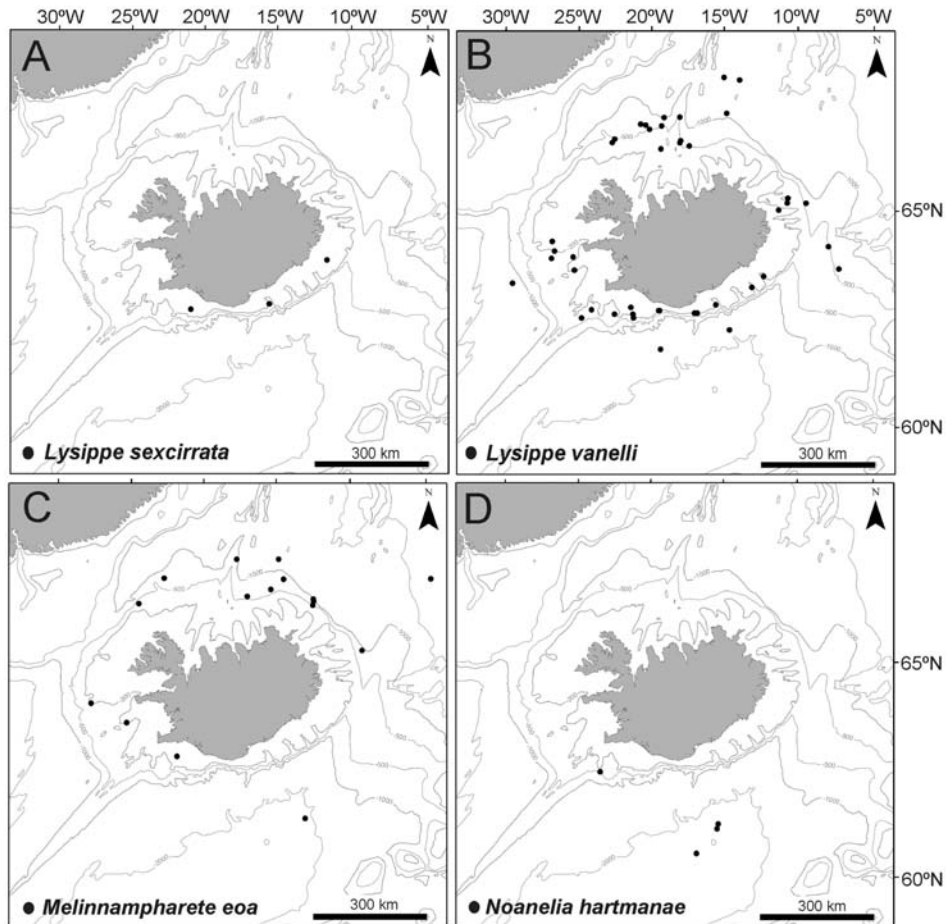 30ºW 25ºW 20ºW 15ºW 10ºW 5ºW 30ºW 25ºW 20ºW 15ºW 10ºW 5ºW
A
N
B
N
65ºN
60ºN
Lysippe sexcirrata
300 km
Lysippe vanelli
300 km
C
N
D
N
65ºN
60ºN
Melinnampharete eoa
300 km
Noanelia hartmanae
300 km